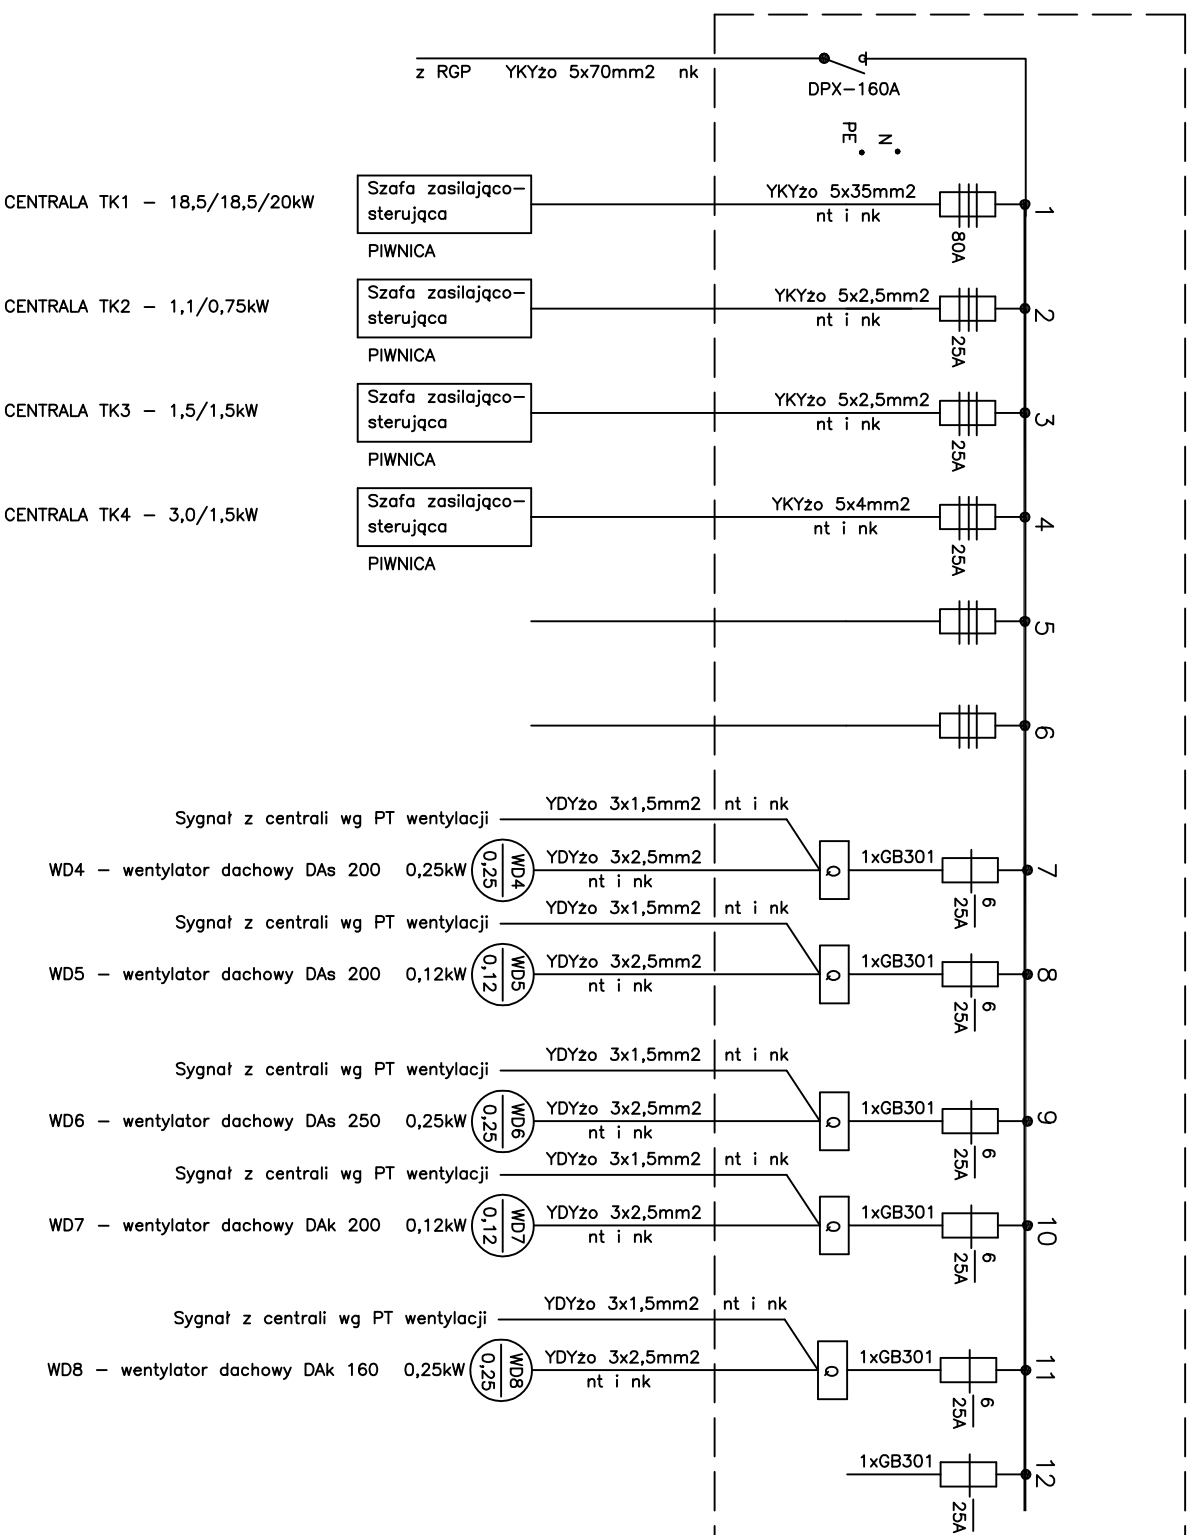 z RGP YKYżo 5x70mm2 nk
DPX-160A
PE
N
CENTRALA TK1 - 18,5/18,5/20kW
Szafa zasilająco-
sterująca
PIWNICA
YKYżo 5x35mm2
nt i nk
80A
1
CENTRALA TK2 - 1,1/0,75kW
Szafa zasilająco-
sterująca
PIWNICA
YKYżo 5x2,5mm2
nt i nk
25A
2
CENTRALA TK3 - 1,5/1,5kW
Szafa zasilająco-
sterująca
PIWNICA
YKYżo 5x2,5mm2
nt i nk
25A
3
CENTRALA TK4 - 3,0/1,5kW
Szafa zasilająco-
sterująca
PIWNICA
YKYżo 5x4mm2
nt i nk
25A
4
5
6
YDYżo 3x1,5mm2 nt i nk
Sygnał z centrali wg PT wentylacji
WD4 - wentylator dachowy DAs 200 0,25kW
WD4
0,25
YDYżo 3x2,5mm2
nt i nk
Q
1xGB301
6
25A
7
YDYżo 3x1,5mm2 nt i nk
Sygnał z centrali wg PT wentylacji
WD5 - wentylator dachowy DAs 200 0,12kW
WD5
0,12
YDYżo 3x2,5mm2
nt i nk
Q
1xGB301
6
25A
8
YDYżo 3x1,5mm2 nt i nk
Sygnał z centrali wg PT wentylacji
WD6 - wentylator dachowy DAs 250 0,25kW
WD6
0,25
YDYżo 3x2,5mm2
nt i nk
Q
1xGB301
6
25A
9
YDYżo 3x1,5mm2 nt i nk
Sygnał z centrali wg PT wentylacji
WD7 - wentylator dachowy DAk 200 0,12kW
WD7
0,12
YDYżo 3x2,5mm2
nt i nk
Q
1xGB301
6
25A
10
YDYżo 3x1,5mm2 nt i nk
Sygnał z centrali wg PT wentylacji
WD8 - wentylator dachowy DAk 160 0,25kW
WD8
0,25
YDYżo 3x2,5mm2
nt i nk
Q
1xGB301
6
25A
11
1xGB301
25A
12